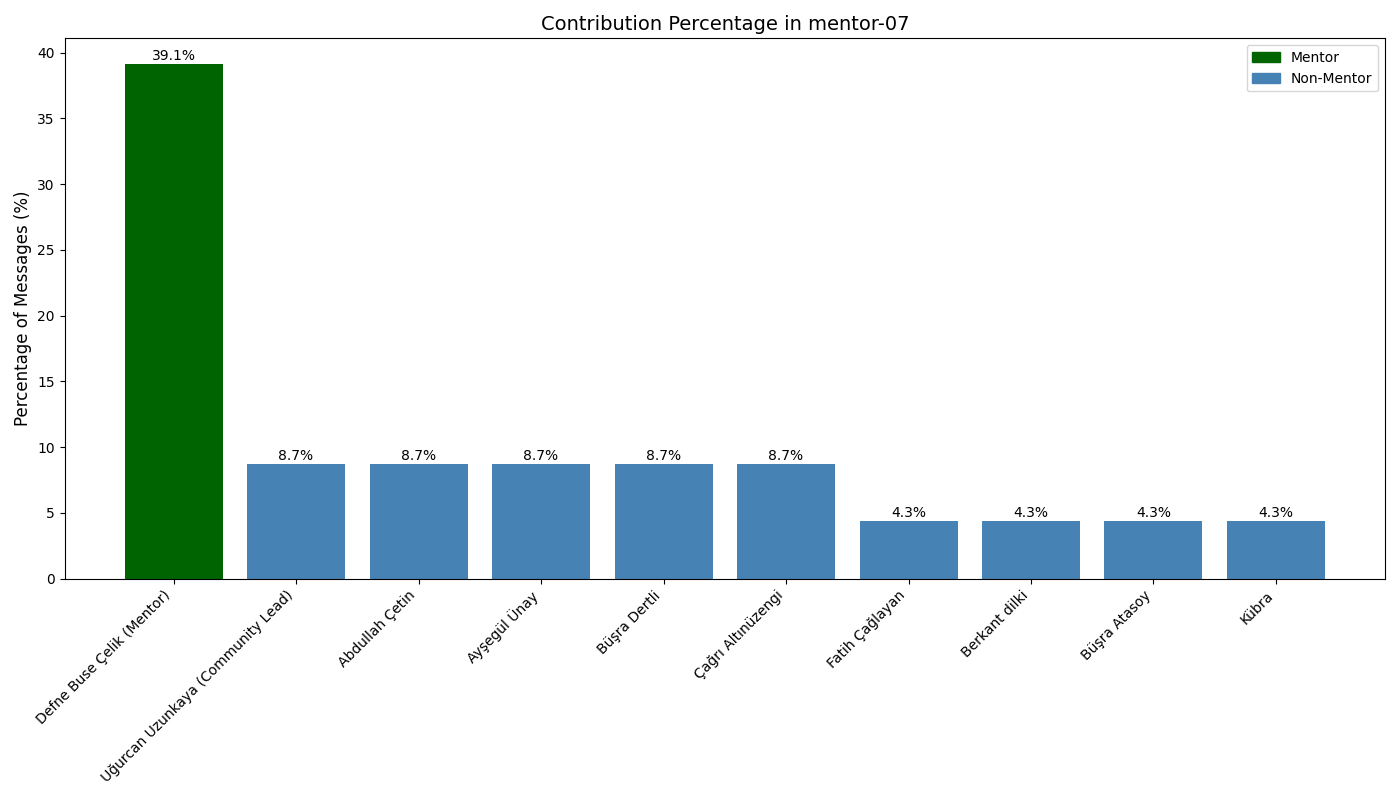 Contribution Percentage in mentor-07
Percentage of Messages (%)
40
35
30
25
20
15
10
5
0
39.1%
8.7%
8.7%
8.7%
8.7%
8.7%
4.3%
4.3%
4.3%
4.3%
Mentor
Non-Mentor
Defne Buse Çelik (Mentor)
Uğurcan Uzunkaya (Community Lead)
Abdullah Çetin
Ayşegül Ünay
Büşra Dertli
Çağrı Altınüzengi
Fatih Çağlayan
Berkant dilki
Büşra Atasoy
Kübra